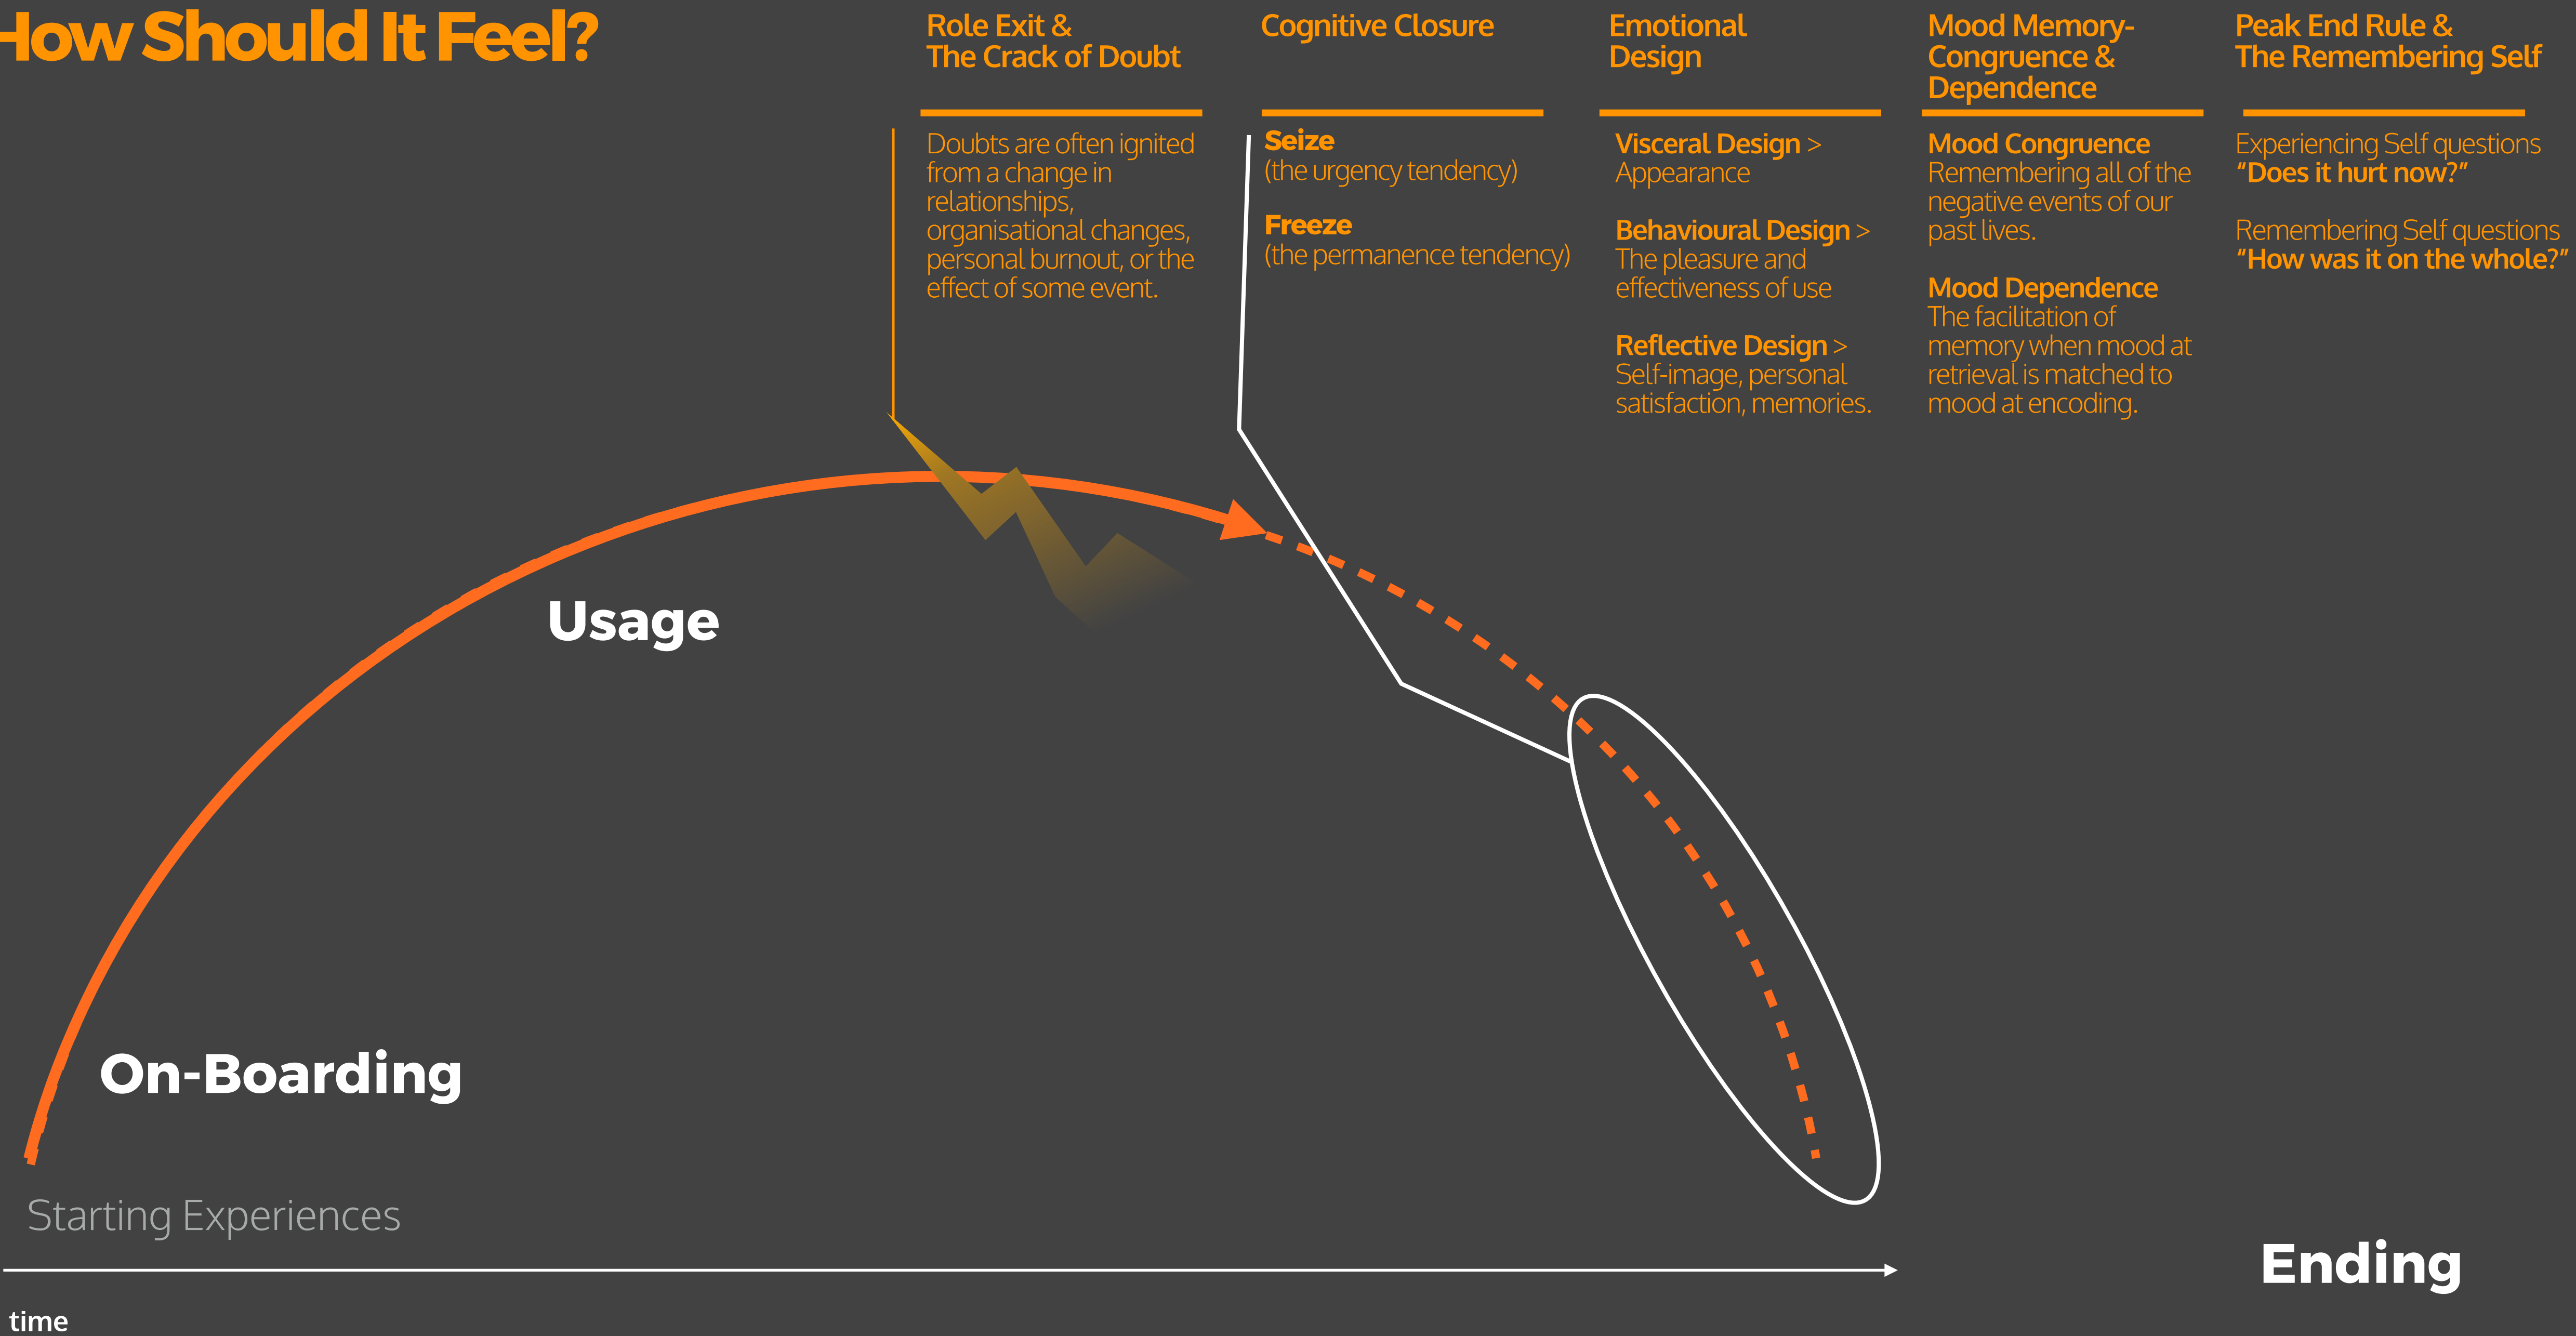 How Should It Feel?
Role Exit &
The Crack of Doubt
Doubts are often ignited
from a change in
relationships,
organisational changes,
personal burnout, or the
effect of some event.
Cognitive Closure
Seize
(the urgency tendency)
Freeze
(the permanence tendency)
Emotional
Design
Visceral Design >
Appearance
Behavioural Design >
The pleasure and
effectiveness of use
Reflective Design >
Self-image, personal
satisfaction, memories.
Mood Memory-
Congruence &
Dependence
Mood Congruence
Remembering all of the
negative events of our
past lives.
Mood Dependence
The facilitation of
memory when mood at
retrieval is matched to
mood at encoding.
Peak End Rule &
The Remembering Self
Experiencing Self questions
“Does it hurt now?”
Remembering Self questions
“How was it on the whole?”
Usage
On-Boarding
Starting Experiences
Ending
time